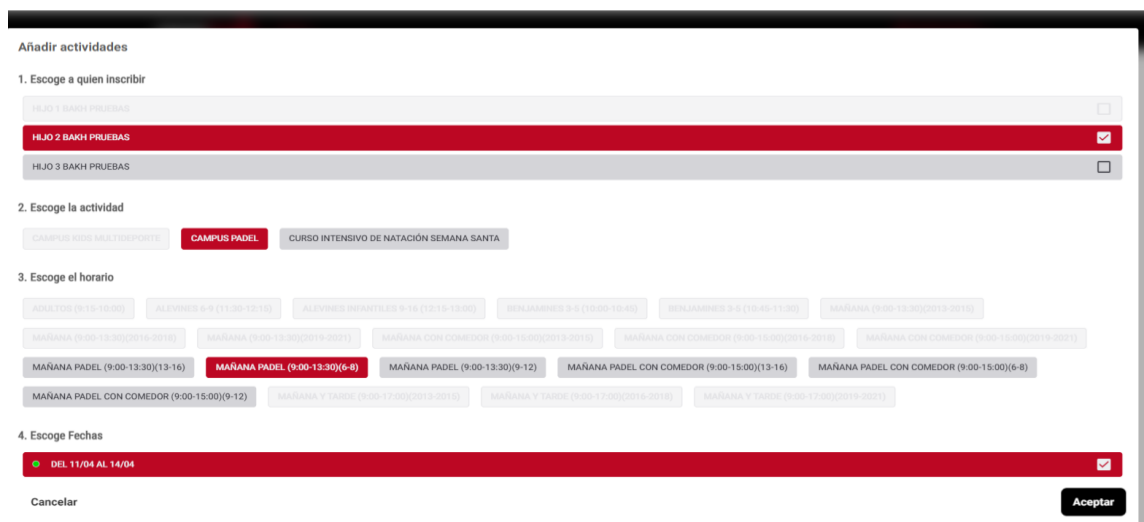 Añadir actividades
1. Escoge a quien inscribir
HIJO 1 BAKH PRUEBAS
HIJO 2 BAKH PRUEBAS
HIJO 3 BAKH PRUEBAS
2. Escoge la actividad
CAMPUS KIDS MULTIDEPORTE CAMPUS PADEL CURSO INTENSIVO DE NATACIÓN SEMANA SANTA
3. Escoge el horario
ADULTOS (9:15-10:00) ALEVINES 6-9 (11:30-12:15) ALEVINES INFANTILES 9-16 (12:15-13:00) BENJAMINES 3-5 (10:00-10:45) BENJAMINES 3-5 (10:45-11:30) MAÑANA (9:00-13:30)(2013-2015)
MAÑANA (9:00-13:30)(2016-2018) MAÑANA (9:00-13:30)(2019-2021) MAÑANA CON COMEDOR (9:00-15:00)(2013-2015) MAÑANA CON COMEDOR (9:00-15:00)(2016-2018) MAÑANA CON COMEDOR (9:00-15:00)(2019-2021)
MAÑANA PADEL (9:00-13:30)(13-16) MAÑANA PADEL (9:00-13:30)(6-8) MAÑANA PADEL (9:00-13:30)(9-12) MAÑANA PADEL CON COMEDOR (9:00-15:00)(13-16) MAÑANA PADEL CON COMEDOR (9:00-15:00)(6-8)
MAÑANA PADEL CON COMEDOR (9:00-15:00)(9-12) MAÑANA Y TARDE (9:00-17:00)(2013-2015) MAÑANA Y TARDE (9:00-17:00)(2016-2018) MAÑANA Y TARDE (9:00-17:00)(2019-2021)
4. Escoge Fechas
DEL 11/04 AL 14/04
Cancelar Aceptar